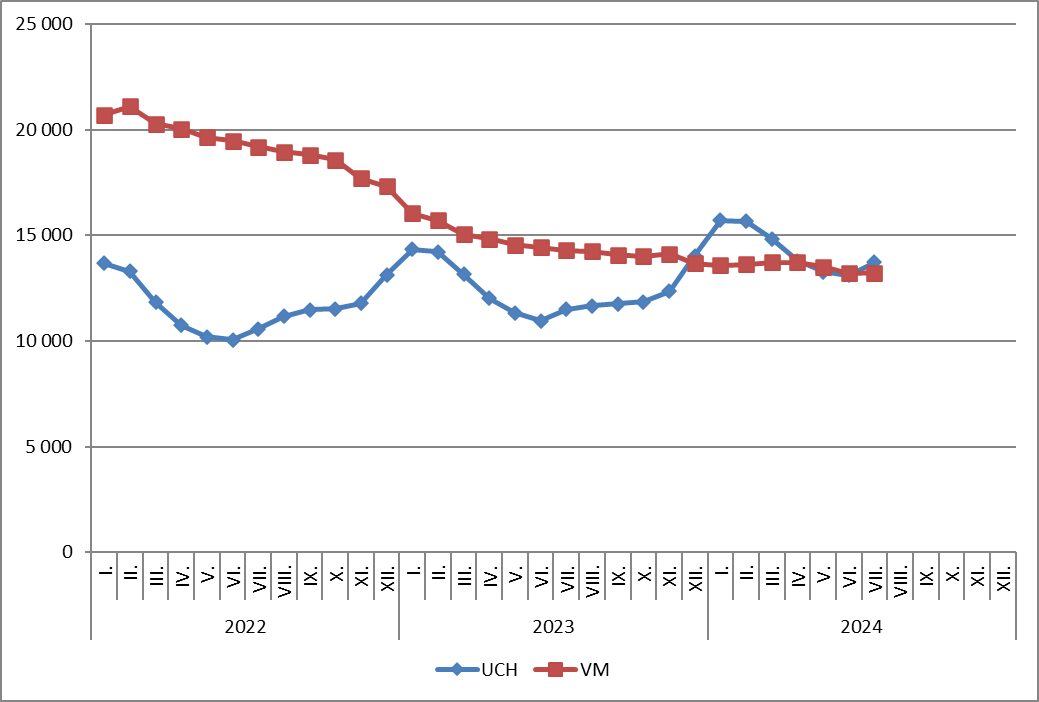 25 000
20 000
15 000
10 000
5 000
0
I. II. III. IV. V. VI. VII. VIII. IX. X. XI. XII. I. II. III. IV. V. VI. VII. VIII. IX. X. XI. XII. I. II. III. IV. V. VI. VII. VIII. IX. X. XI. XII.
2022 2023 2024
UCH VM